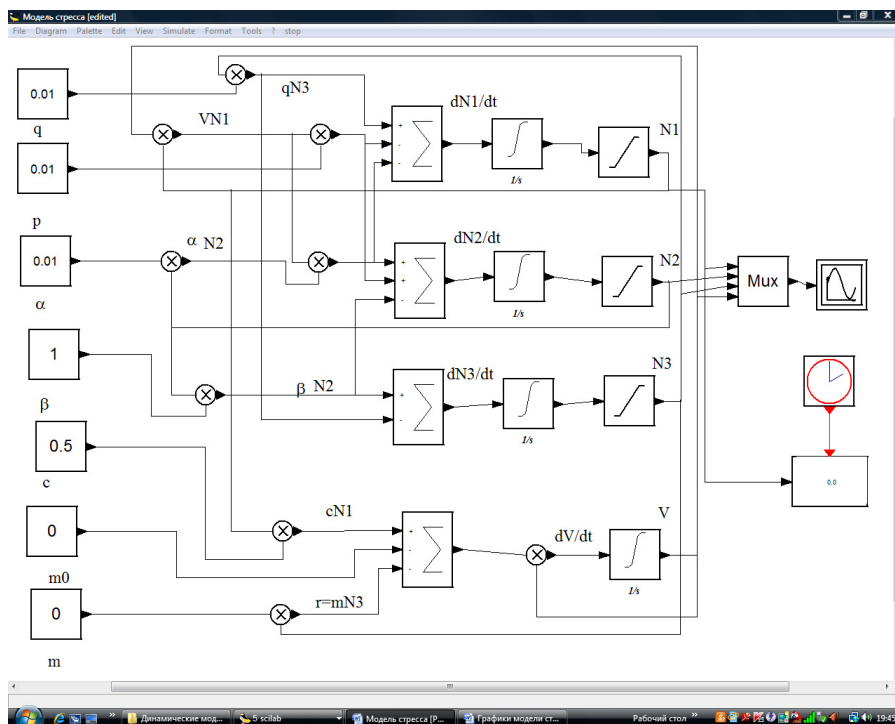 Модель стресса [edited]
File Diagram Palette Edit View Simulate Format Tools ? stop
0.01
q
0.01
p
0.01
α
1
β
0.5
c
0
m0
0
m
qN3
VN1
α N2
β N2
cN1
r=mN3
dN1/dt
+
-
-
1/s
N1
dN2/dt
+
+
-
1/s
N2
dN3/dt
+
-
1/s
N3
+
-
-
dV/dt
1/s
V
Mux
0.0
Динамические мод...
5 scilab
Модель стресса [Р...
Графики модели ст...
Рабочий стол